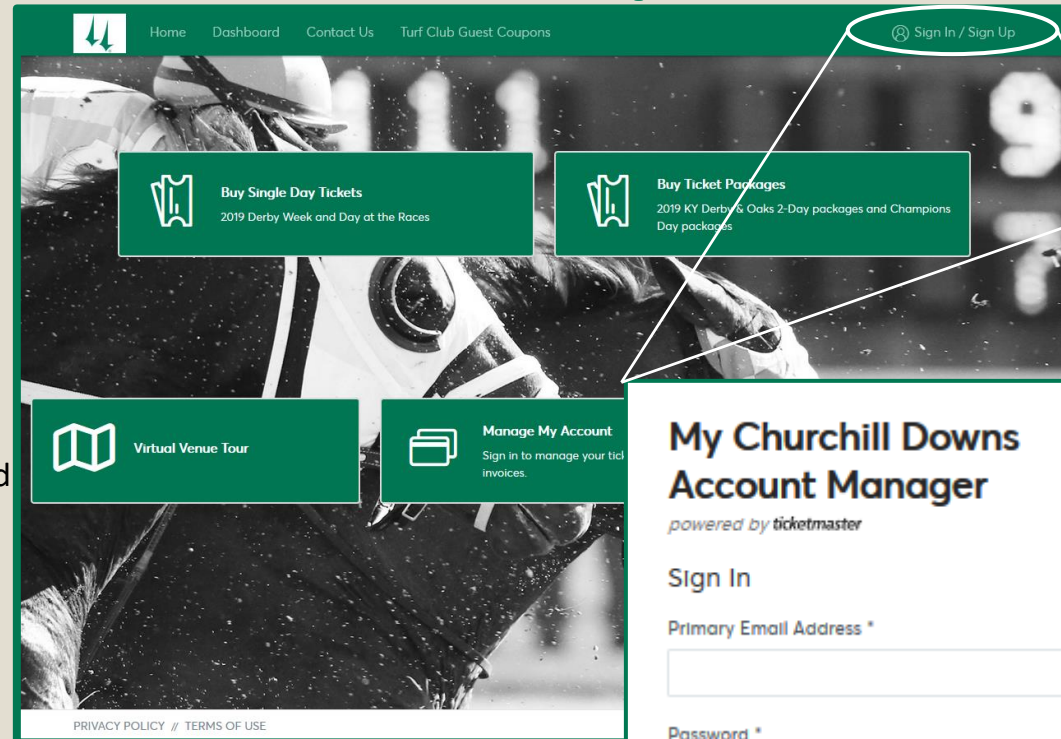 Home Dashboard Contact Us Turf Club Guest Coupons Sign In / Sign Up
Buy Single Day Tickets
2019 Derby Week and Day at the Races
Buy Ticket Packages
2019 KY Derby & Oaks 2-Day packages and Champions
Day packages
111
9
Virtual Venue Tour
Manage My Account
Sign in to manage your tick
invoices.
d
My Churchill Downs
Account Manager
powered by ticketmaster
Sign In
Primary Email Address *
Password *
PRIVACY POLICY // TERMS OF USE